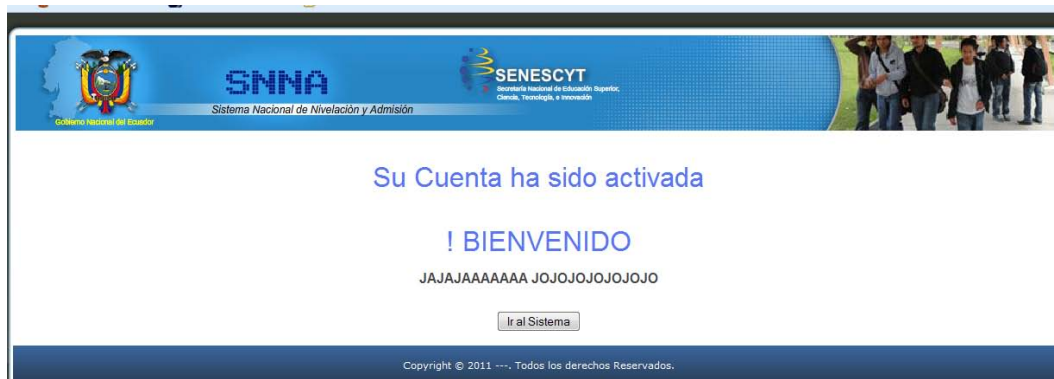 SNNA
Sistema Nacional de Nivelación y Admisión
Gobierno Nacional del Ecuador
SENESCYT
Secretaría Nacional de Educación Superior,
Ciencia, Tecnología, e Innovación
Su Cuenta ha sido activada
! BIENVENIDO
JAJAJAAAAAAA JOJOJOJOJOJOJO
Ir al Sistema
Copyright © 2011 ---. Todos los derechos Reservados.